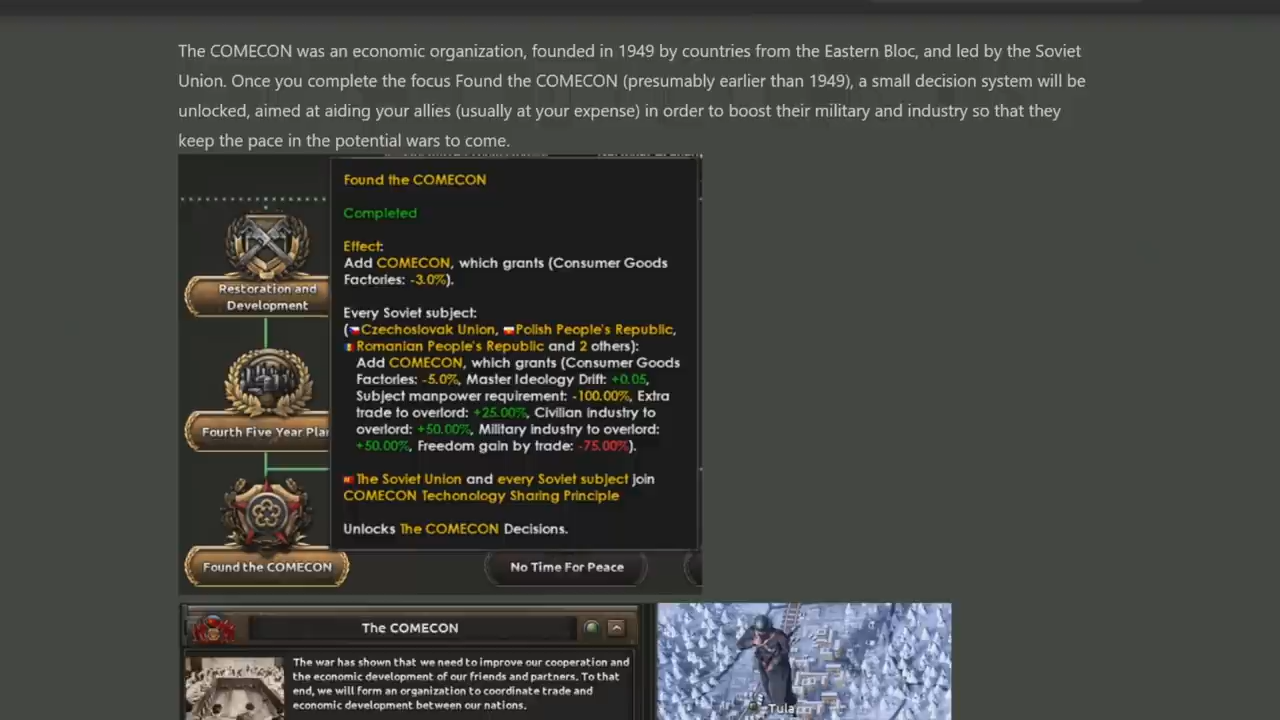 The COMECON was an economic organization, founded in 1949 by countries from the Eastern Bloc, and led by the Soviet
Union. Once you complete the focus Found the COMECON (presumably earlier than 1949), a small decision system will be
unlocked, aimed at aiding your allies (usually at your expense) in order to boost their military and industry so that they
keep the pace in the potential wars to come.
Found the COMECON
Completed
Effect:
Add COMECON, which grants (Consumer Goods
Factories: -3.0%).
Every Soviet subject:
(Czechoslovak Union, Polish People's Republic,
Romanian People's Republic and 2 others):
Add COMECON, which grants (Consumer Goods
Factories: -5.0%, Master Ideology Drift: +0.05,
Subject manpower requirement: -100.00%, Extra
trade to overlord: +25.00%, Civilian industry to
overlord: +50.00%, Military industry to overlord:
+50.00%, Freedom gain by trade: -75.00%).
The Soviet Union and every Soviet subject join
COMECON Techonology Sharing Principle
Unlocks The COMECON Decisions.
Restoration and
Development
Fourth Five Year Plan
Found the COMECON
No Time For Peace
The COMECON
The war has shown that we need to improve our cooperation and
the economic development of our friends and partners. To that
end, we will form an organization to coordinate trade and
economic development between our nations.
Tula